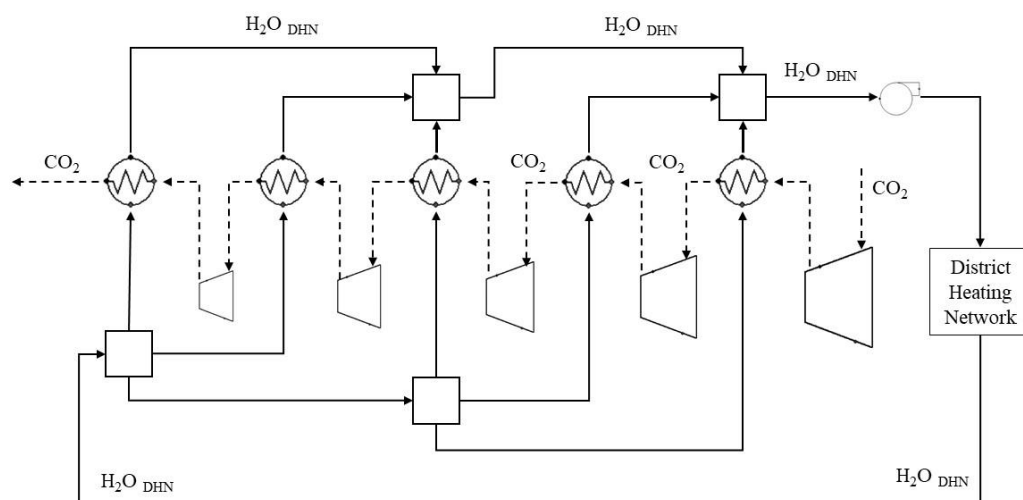 H₂O DHN
H₂O DHN
H₂O DHN
CO₂
CO₂
CO₂
CO₂
District
Heating
Network
H₂O DHN
H₂O DHN